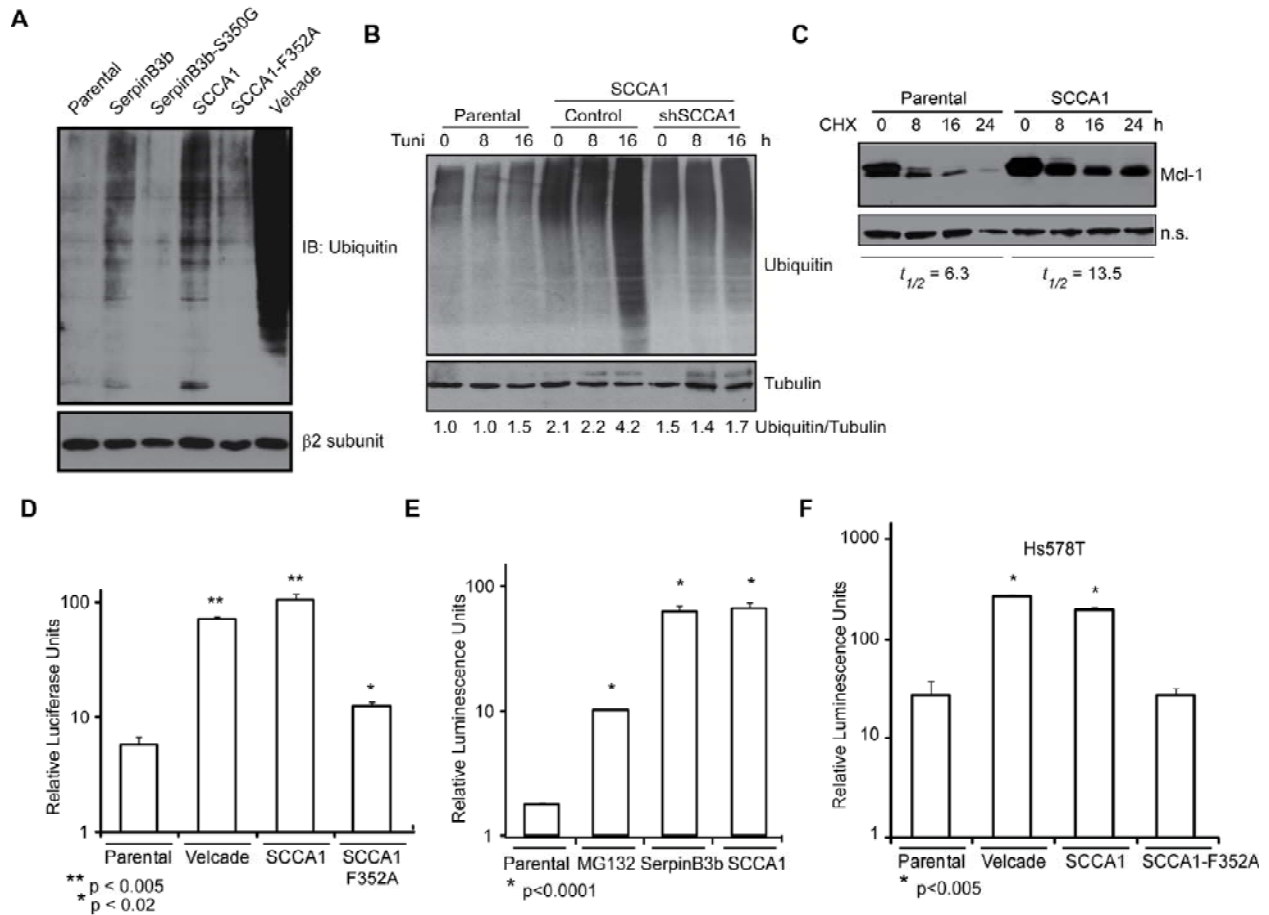 A
Parental
SerpinB3b
SerpinB3b-S350G
SCCA1
SCCA1-F352A
Velcade
IB: Ubiquitin
β2 subunit
B
SCCA1
Parental Control shSCCA1
Tuni 0 8 16 0 8 16 0 8 16 h
Ubiquitin
Tubulin
1.0 1.0 1.5 2.1 2.2 4.2 1.5 1.4 1.7 Ubiquitin/Tubulin
C
Parental SCCA1
CHX 0 8 16 24 0 8 16 24 h
Mcl-1
n.s.
t1/2 = 6.3 t1/2 = 13.5
D
Relative Luciferase Units
100
10
1
**
**
*
Parental Velcade SCCA1 SCCA1
F352A
** p < 0.005
* p < 0.02
E
Relative Luminescence Units
100
10
1
*
*
*
Parental MG132 SerpinB3b SCCA1
* p<0.0001
F
Hs578T
Relative Luminescence Units
1000
100
10
1
*
*
Parental Velcade SCCA1 SCCA1-F352A
* p<0.005